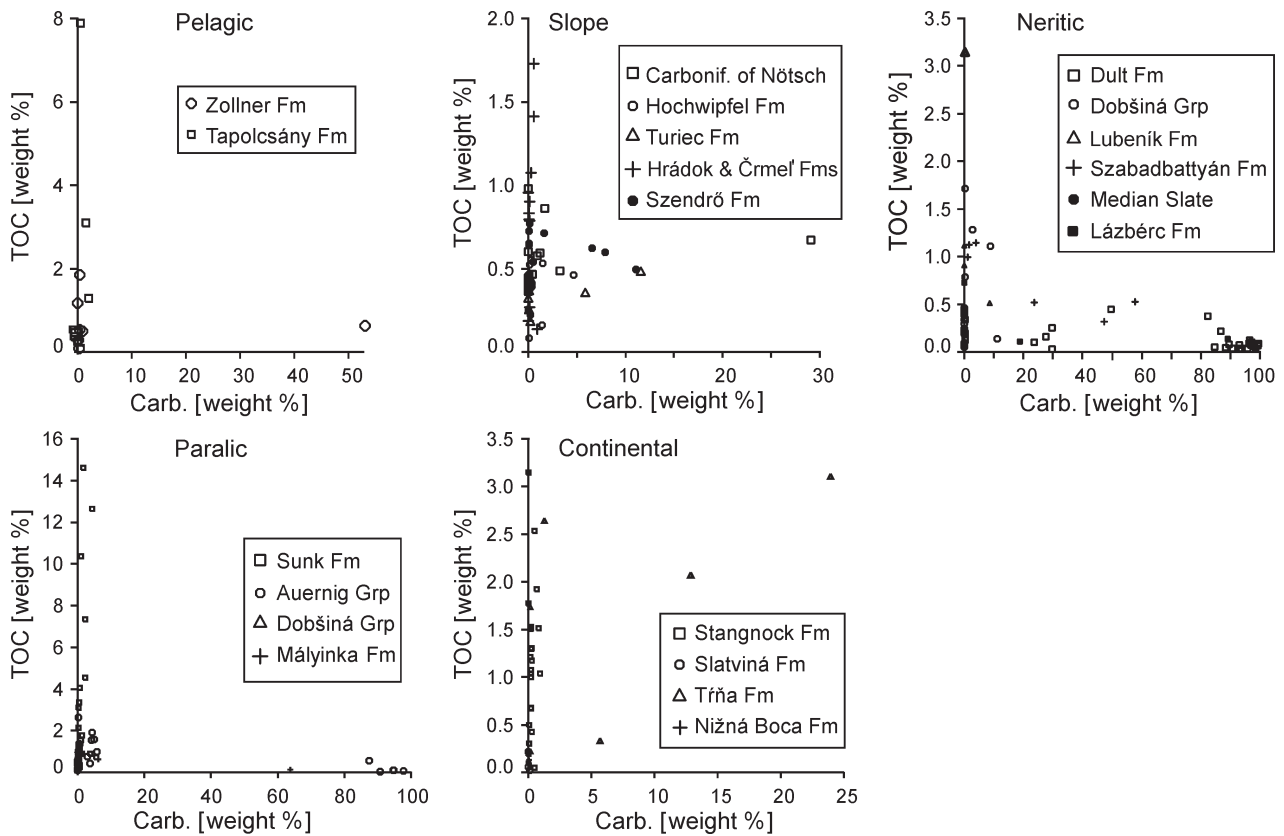 Pelagic
TOC [weight %]
8
6
4
2
0
Zollner Fm
Tapolcsány Fm
0 10 20 30 40 50
Carb. [weight %]
Slope
TOC [weight %]
2.0
1.5
1.0
0.5
0.0
Carbonif. of Nötsch
Hochwipfel Fm
Turiec Fm
Hrádok & Črmeľ Fms
Szendrő Fm
0 10 20 30
Carb. [weight %]
Neritic
TOC [weight %]
3.5
3.0
2.5
2.0
1.5
1.0
0.5
0.0
Dult Fm
Dobšiná Grp
Lubeník Fm
Szabadbattyán Fm
Median Slate
Lázbérc Fm
0 20 40 60 80 100
Carb. [weight %]
Paralic
TOC [weight %]
16
14
12
10
8
6
4
2
0
Sunk Fm
Auernig Grp
Dobšiná Grp
Mályinka Fm
0 20 40 60 80 100
Carb. [weight %]
Continental
TOC [weight %]
3.5
3.0
2.5
2.0
1.5
1.0
0.5
0.0
Stangnock Fm
Slatviná Fm
Tŕňa Fm
Nižná Boca Fm
0 5 10 15 20 25
Carb. [weight %]